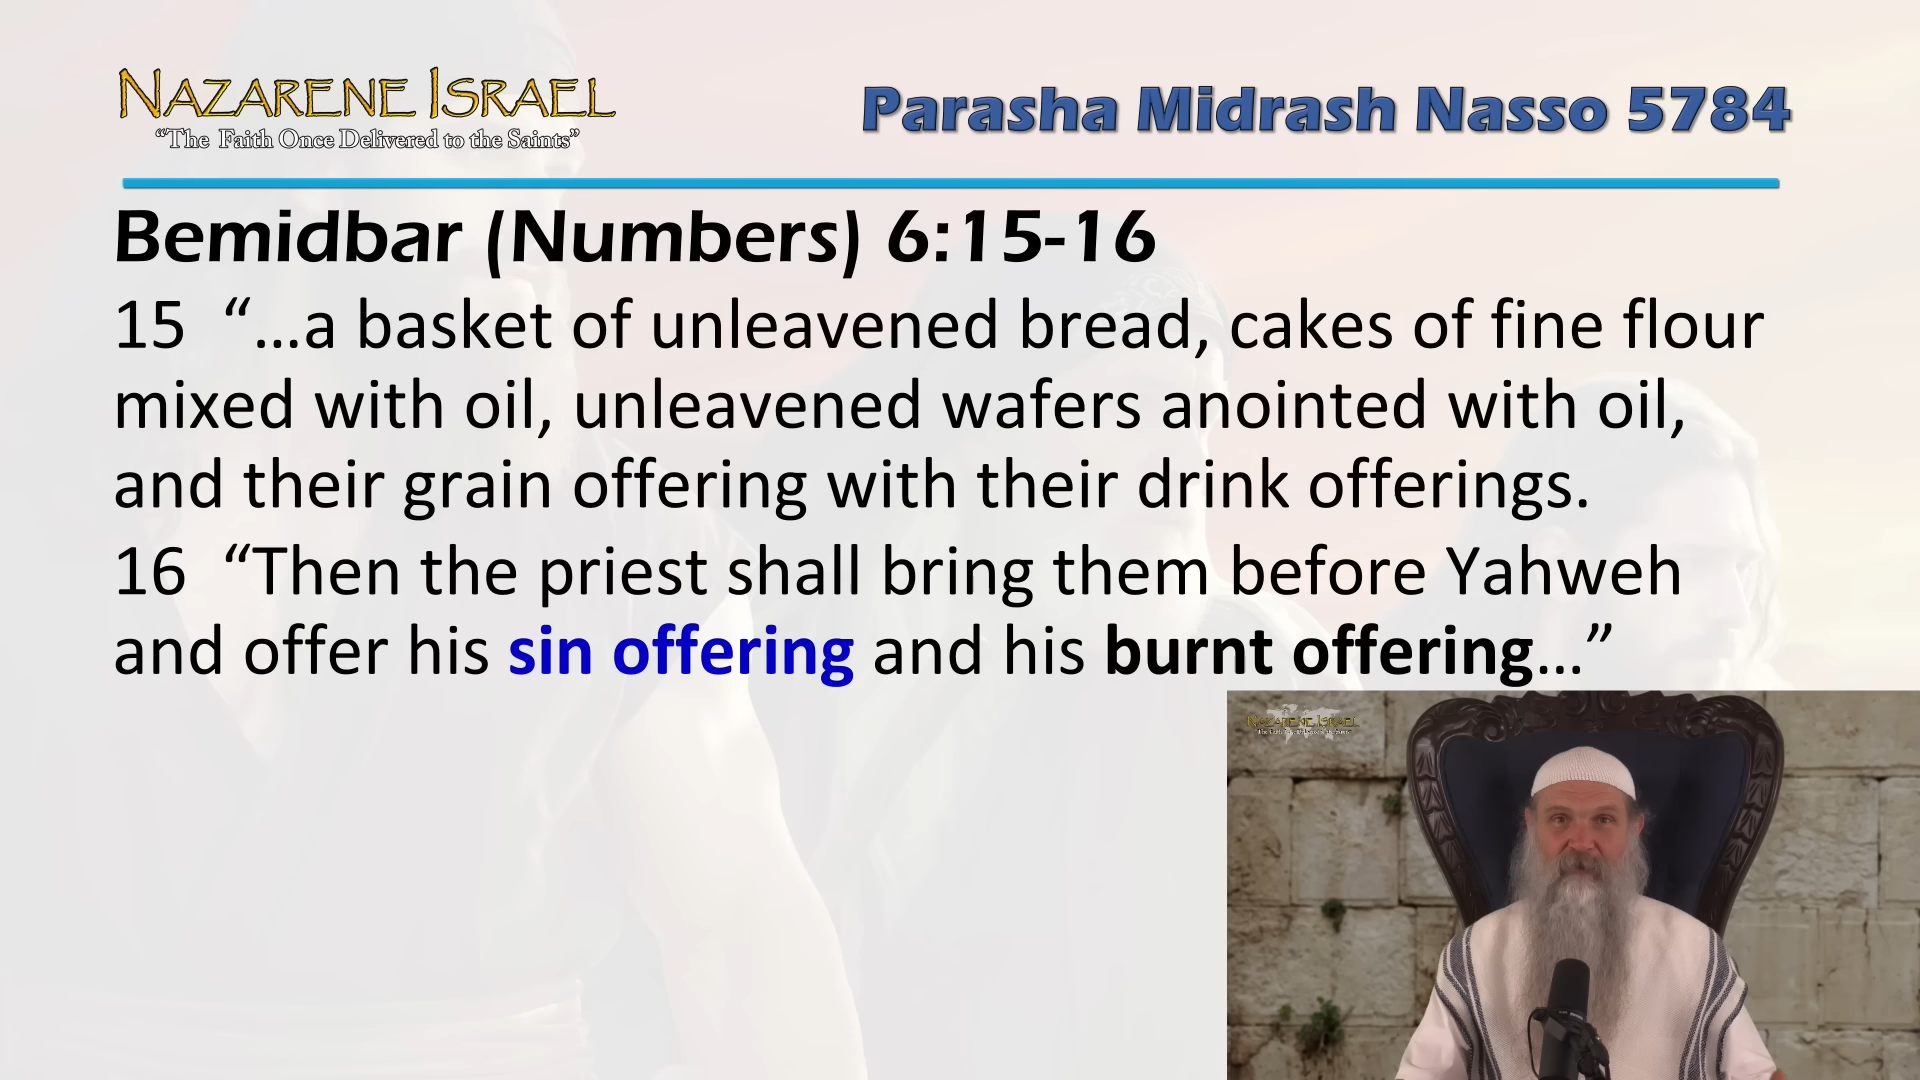 NAZARENE ISRAEL
“The Faith Once Delivered to the Saints”
Parasha Midrash Nasso 5784
Bemidbar (Numbers) 6:15-16
15 “…a basket of unleavened bread, cakes of fine flour
mixed with oil, unleavened wafers anointed with oil,
and their grain offering with their drink offerings.
16 “Then the priest shall bring them before Yahweh
and offer his sin offering and his burnt offering…”
NAZARENE ISRAEL